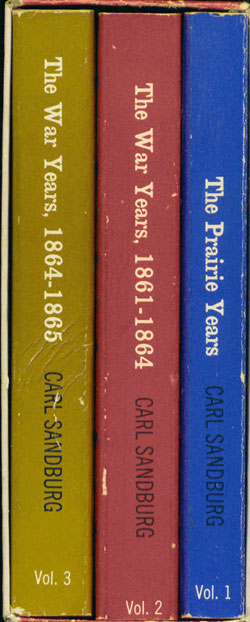 The War Years, 1864-1865 CARL SANDBURG
Vol. 3
The War Years, 1861-1864 CARL SANDBURG
Vol. 2
The Prairie Years CARL SANDBURG
Vol. 1